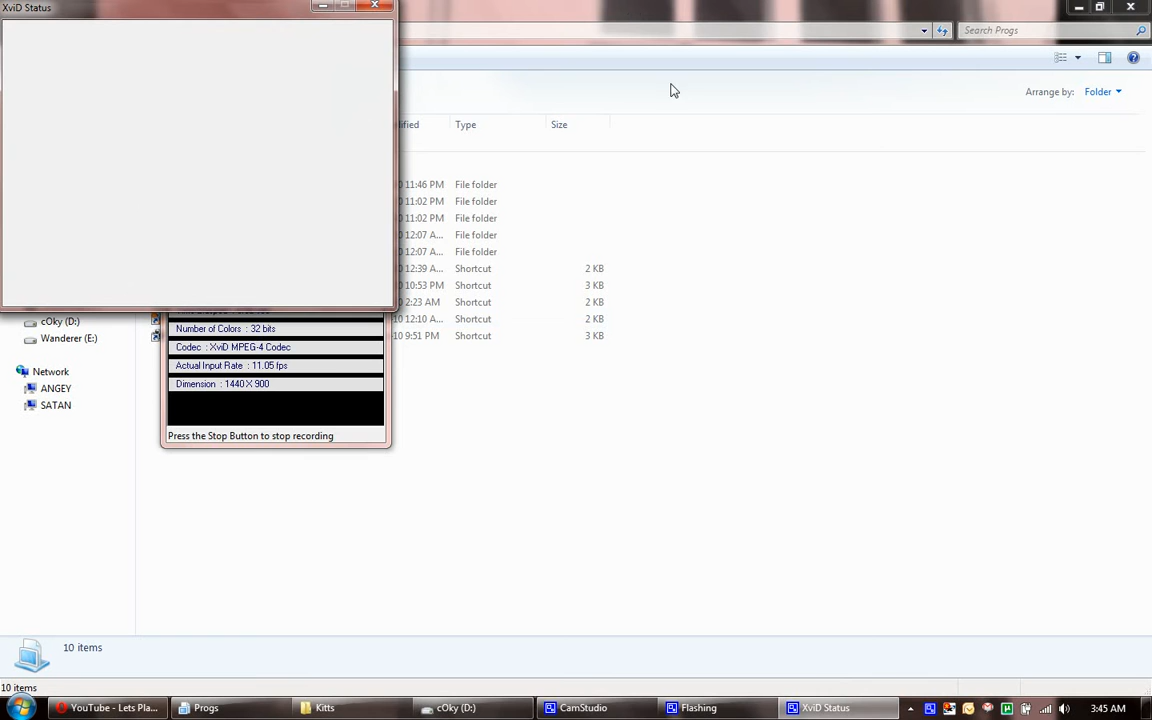 XviD Status
Search Progs
Arrange by: Folder
ified Type Size
0 11:46 PM File folder
0 11:02 PM File folder
0 11:02 PM File folder
0 12:07 A... File folder
0 12:07 A... File folder
0 12:39 A... Shortcut 2 KB
10 10:53 PM Shortcut 3 KB
10 2:23 AM Shortcut 2 KB
cOky (D:) 10 12:10 A... Shortcut 2 KB
Number of Colors : 32 bits
Wanderer (E:) -10 9:51 PM Shortcut 3 KB
Codec : XviD MPEG-4 Codec
Actual Input Rate : 11.05 fps
Network
Dimension : 1440 X 900
ANGEY
SATAN
Press the Stop Button to stop recording
10 items
10 items
YouTube - Lets Pla... Progs Kitts cOky (D:) CamStudio Flashing XviD Status 3:45 AM